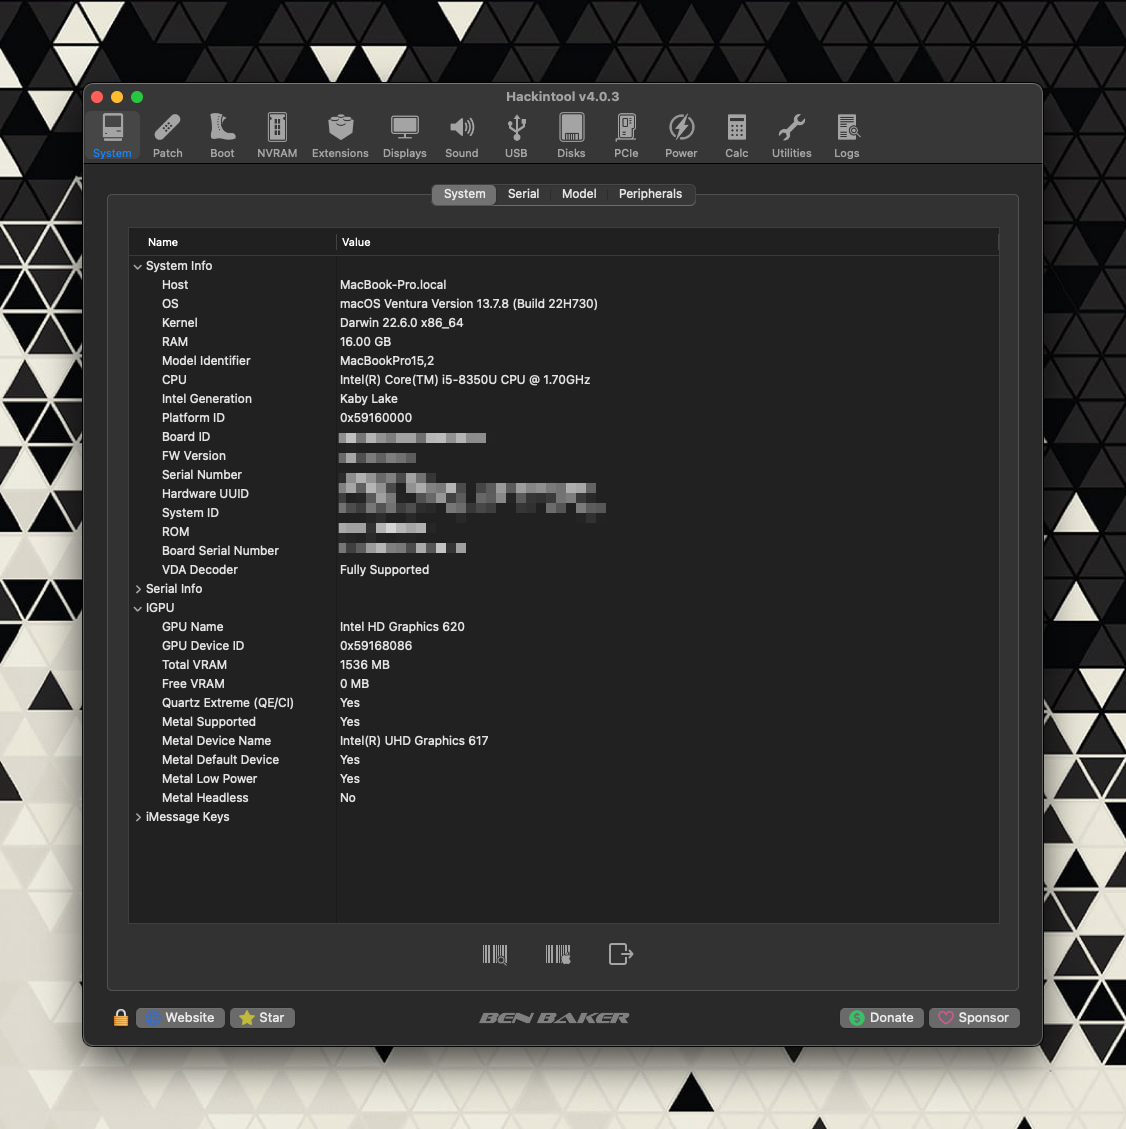 Hackintool v4.0.3
System Patch Boot NVRAM Extensions Displays Sound USB Disks PCIe Power Calc Utilities Logs
System Serial Model Peripherals
Name Value
System Info
Host MacBook-Pro.local
OS macOS Ventura Version 13.7.8 (Build 22H730)
Kernel Darwin 22.6.0 x86_64
RAM 16.00 GB
Model Identifier MacBookPro15,2
CPU Intel(R) Core(TM) i5-8350U CPU @ 1.70GHz
Intel Generation Kaby Lake
Platform ID 0x59160000
Board ID
FW Version
Serial Number
Hardware UUID
System ID
ROM
Board Serial Number
VDA Decoder Fully Supported
Serial Info
IGPU
GPU Name Intel HD Graphics 620
GPU Device ID 0x59168086
Total VRAM 1536 MB
Free VRAM 0 MB
Quartz Extreme (QE/CI) Yes
Metal Supported Yes
Metal Device Name Intel(R) UHD Graphics 617
Metal Default Device Yes
Metal Low Power Yes
Metal Headless No
iMessage Keys
Website Star BEN BAKER Donate Sponsor